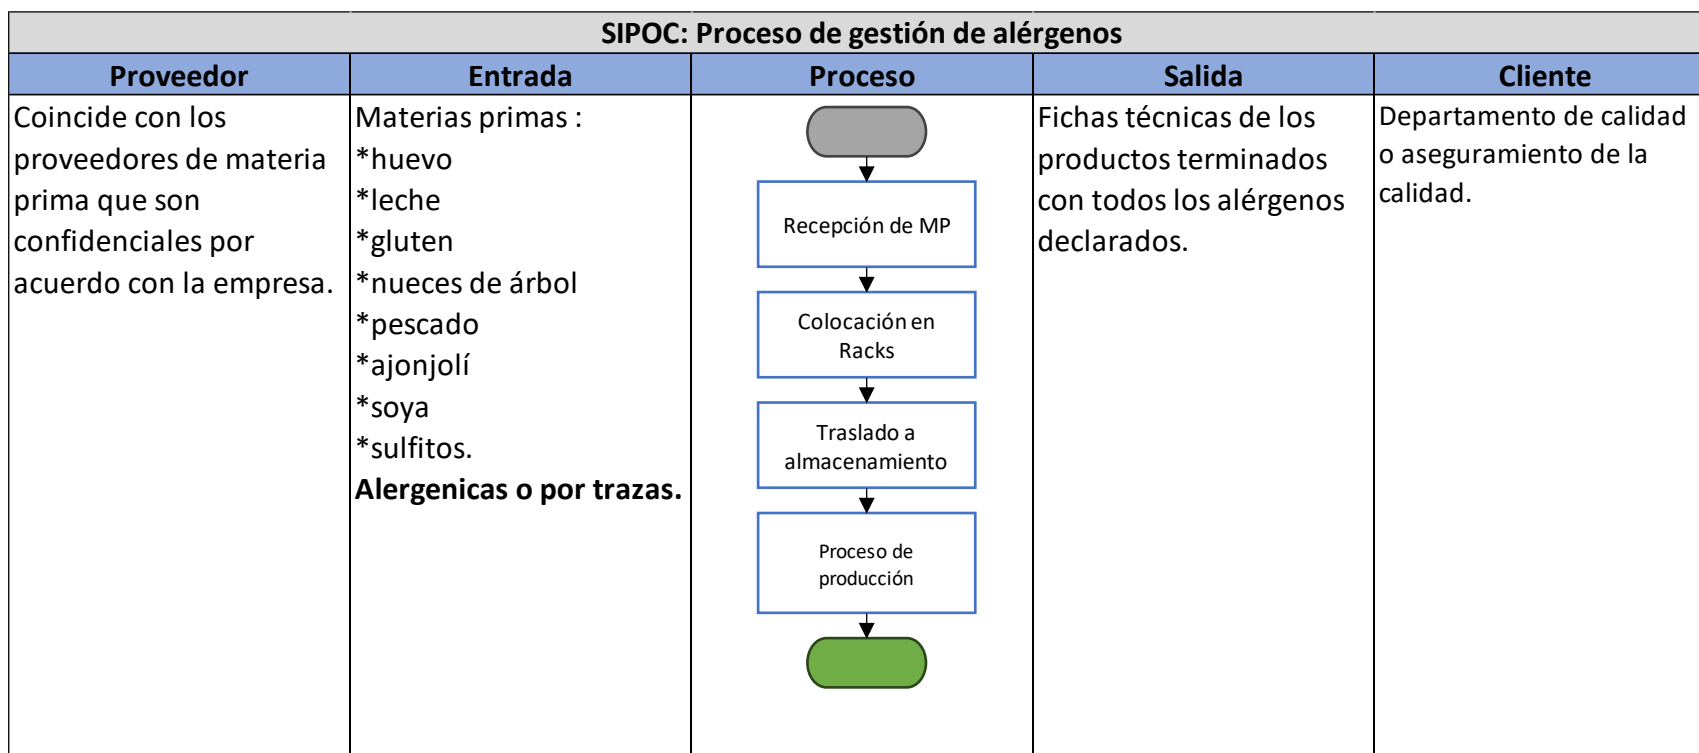 SIPOC: Proceso de gestión de alérgenos
Proveedor
Entrada
Proceso
Salida
Cliente
Coincide con los
proveedores de materia
prima que son
confidenciales por
acuerdo con la empresa.
Materias primas :
*huevo
*leche
*gluten
*nueces de árbol
*pescado
*ajonjolí
*soya
*sulfitos.
Alergenicas o por trazas.
Recepción de MP
Colocación en
Racks
Traslado a
almacenamiento
Proceso de
producción
Fichas técnicas de los
productos terminados
con todos los alérgenos
declarados.
Departamento de calidad
o aseguramiento de la
calidad.